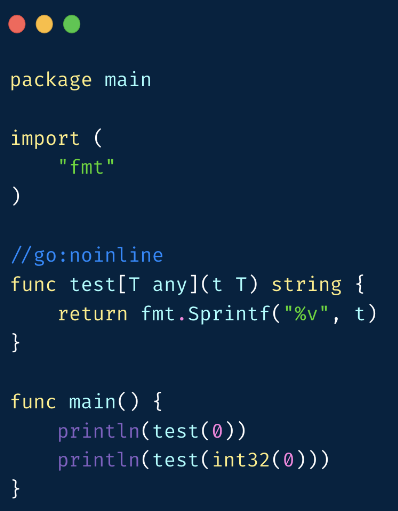 package main
import (
    "fmt"
)
//go:noinline
func test[T any](t T) string {
    return fmt.Sprintf("%v", t)
}
func main() {
    println(test(0))
    println(test(int32(0)))
}